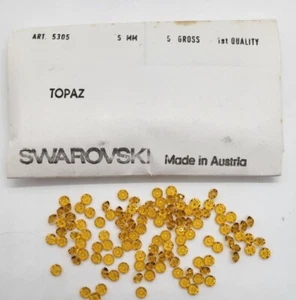 ART. 5305 5 MM 5 GROSS 1st QUALITY
TOPAZ
SWAROVSKI Made in Austria